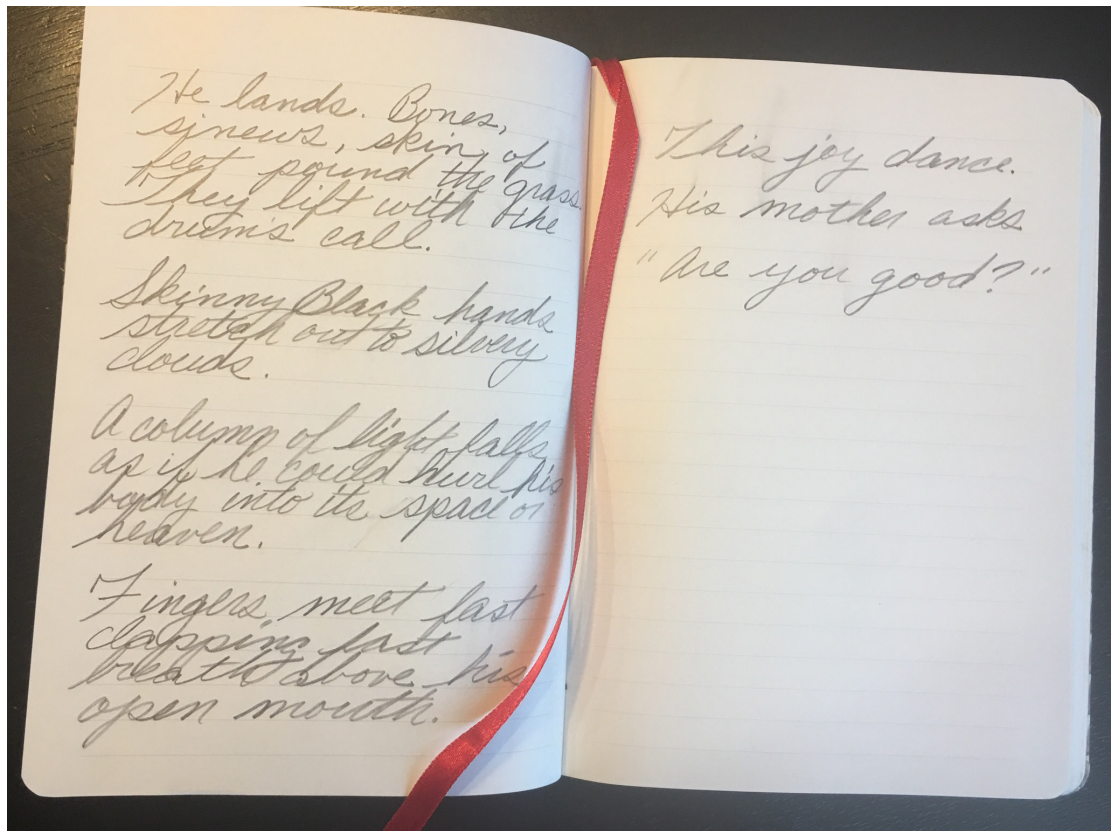 He lands. Bones,
sinews, skin, of
feet pound the grass.
They lift with the
drum's call.
Skinny Black hands
stretch out to silvery
clouds.
A column of light falls
as if he could hurl his
body into its space or
heaven.
Fingers meet fast
clapping fast
breath above his
open mouth.
This joy dance.
His mother asks
"Are you good?"